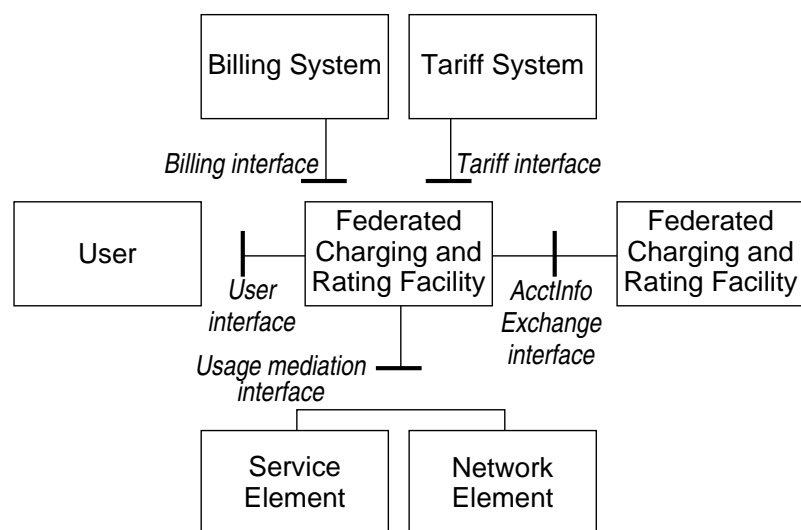 Billing System
Tariff System
Billing interface
Tariff interface
User
Federated
Charging and
Rating Facility
Federated
Charging and
Rating Facility
User
interface
AcctInfo
Exchange
interface
Usage mediation
interface
Service
Element
Network
Element